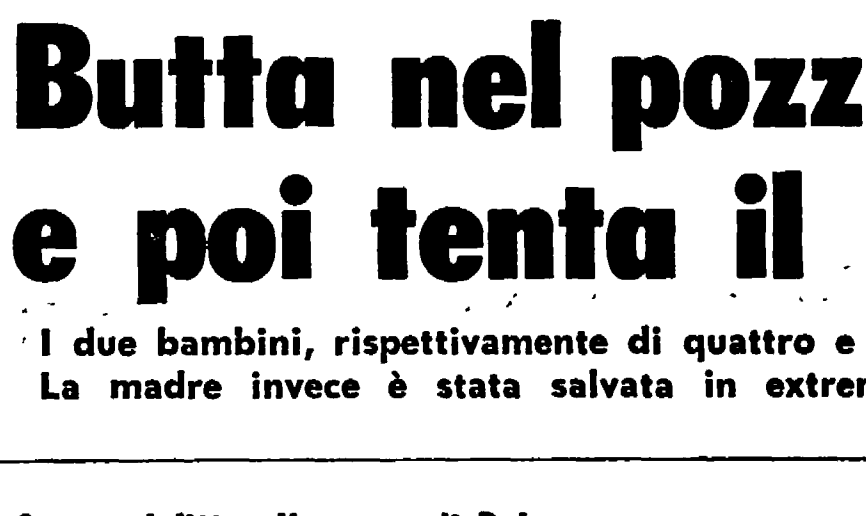 Butta nel pozz
e poi tenta il
I due bambini, rispettivamente di quattro e
La madre invece è stata salvata in extrem